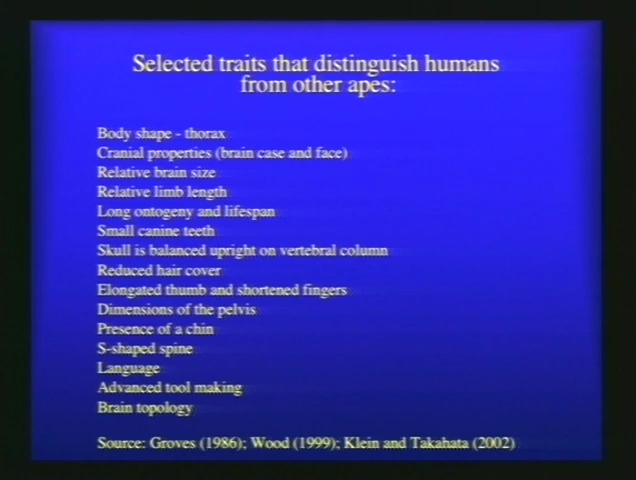 Selected traits that distinguish humans
from other apes:
Body shape - thorax
Cranial properties (brain case and face)
Relative brain size
Relative limb length
Long ontogeny and lifespan
Small canine teeth
Skull is balanced upright on vertebral column
Reduced hair cover
Elongated thumb and shortened fingers
Dimensions of the pelvis
Presence of a chin
S-shaped spine
Language
Advanced tool making
Brain topology
Source: Groves (1986); Wood (1999); Klein and Takahata (2002)